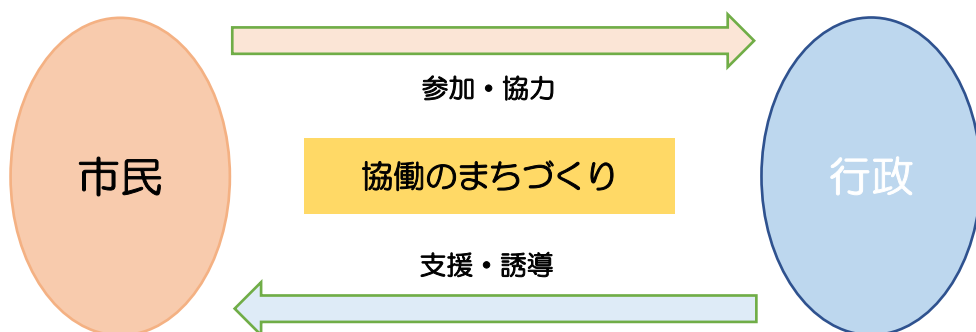 参加・協力
市民
協働のまちづくり
行政
支援・誘導